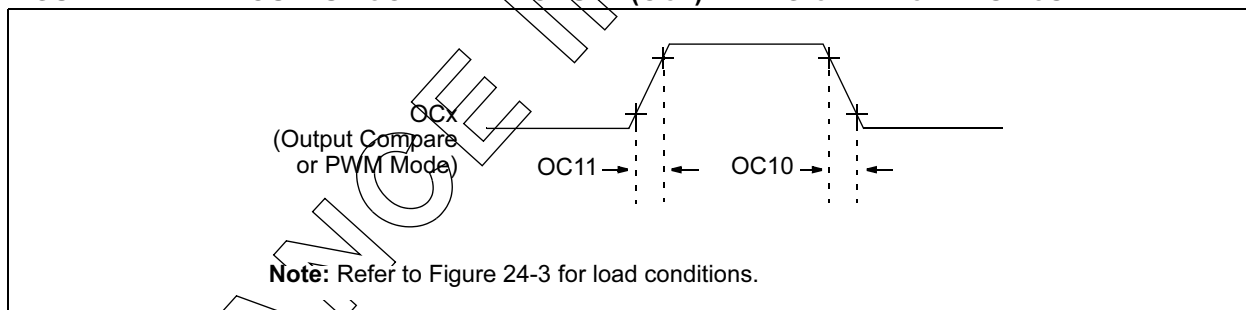 OCx
(Output Compare
or PWM Mode)
OC11
OC10
Note: Refer to Figure 24-3 for load conditions.